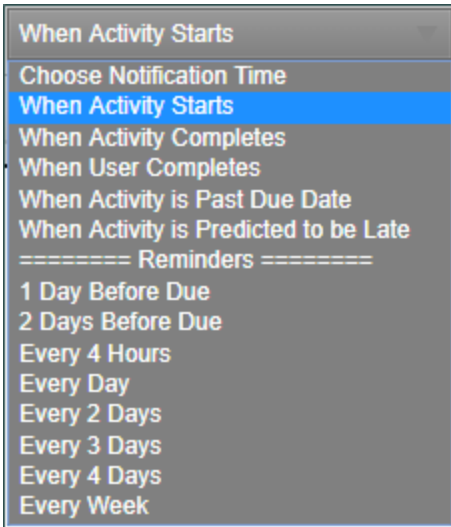 When Activity Starts
Choose Notification Time
When Activity Starts
When Activity Completes
When User Completes
When Activity is Past Due Date
When Activity is Predicted to be Late
======== Reminders ========
1 Day Before Due
2 Days Before Due
Every 4 Hours
Every Day
Every 2 Days
Every 3 Days
Every 4 Days
Every Week